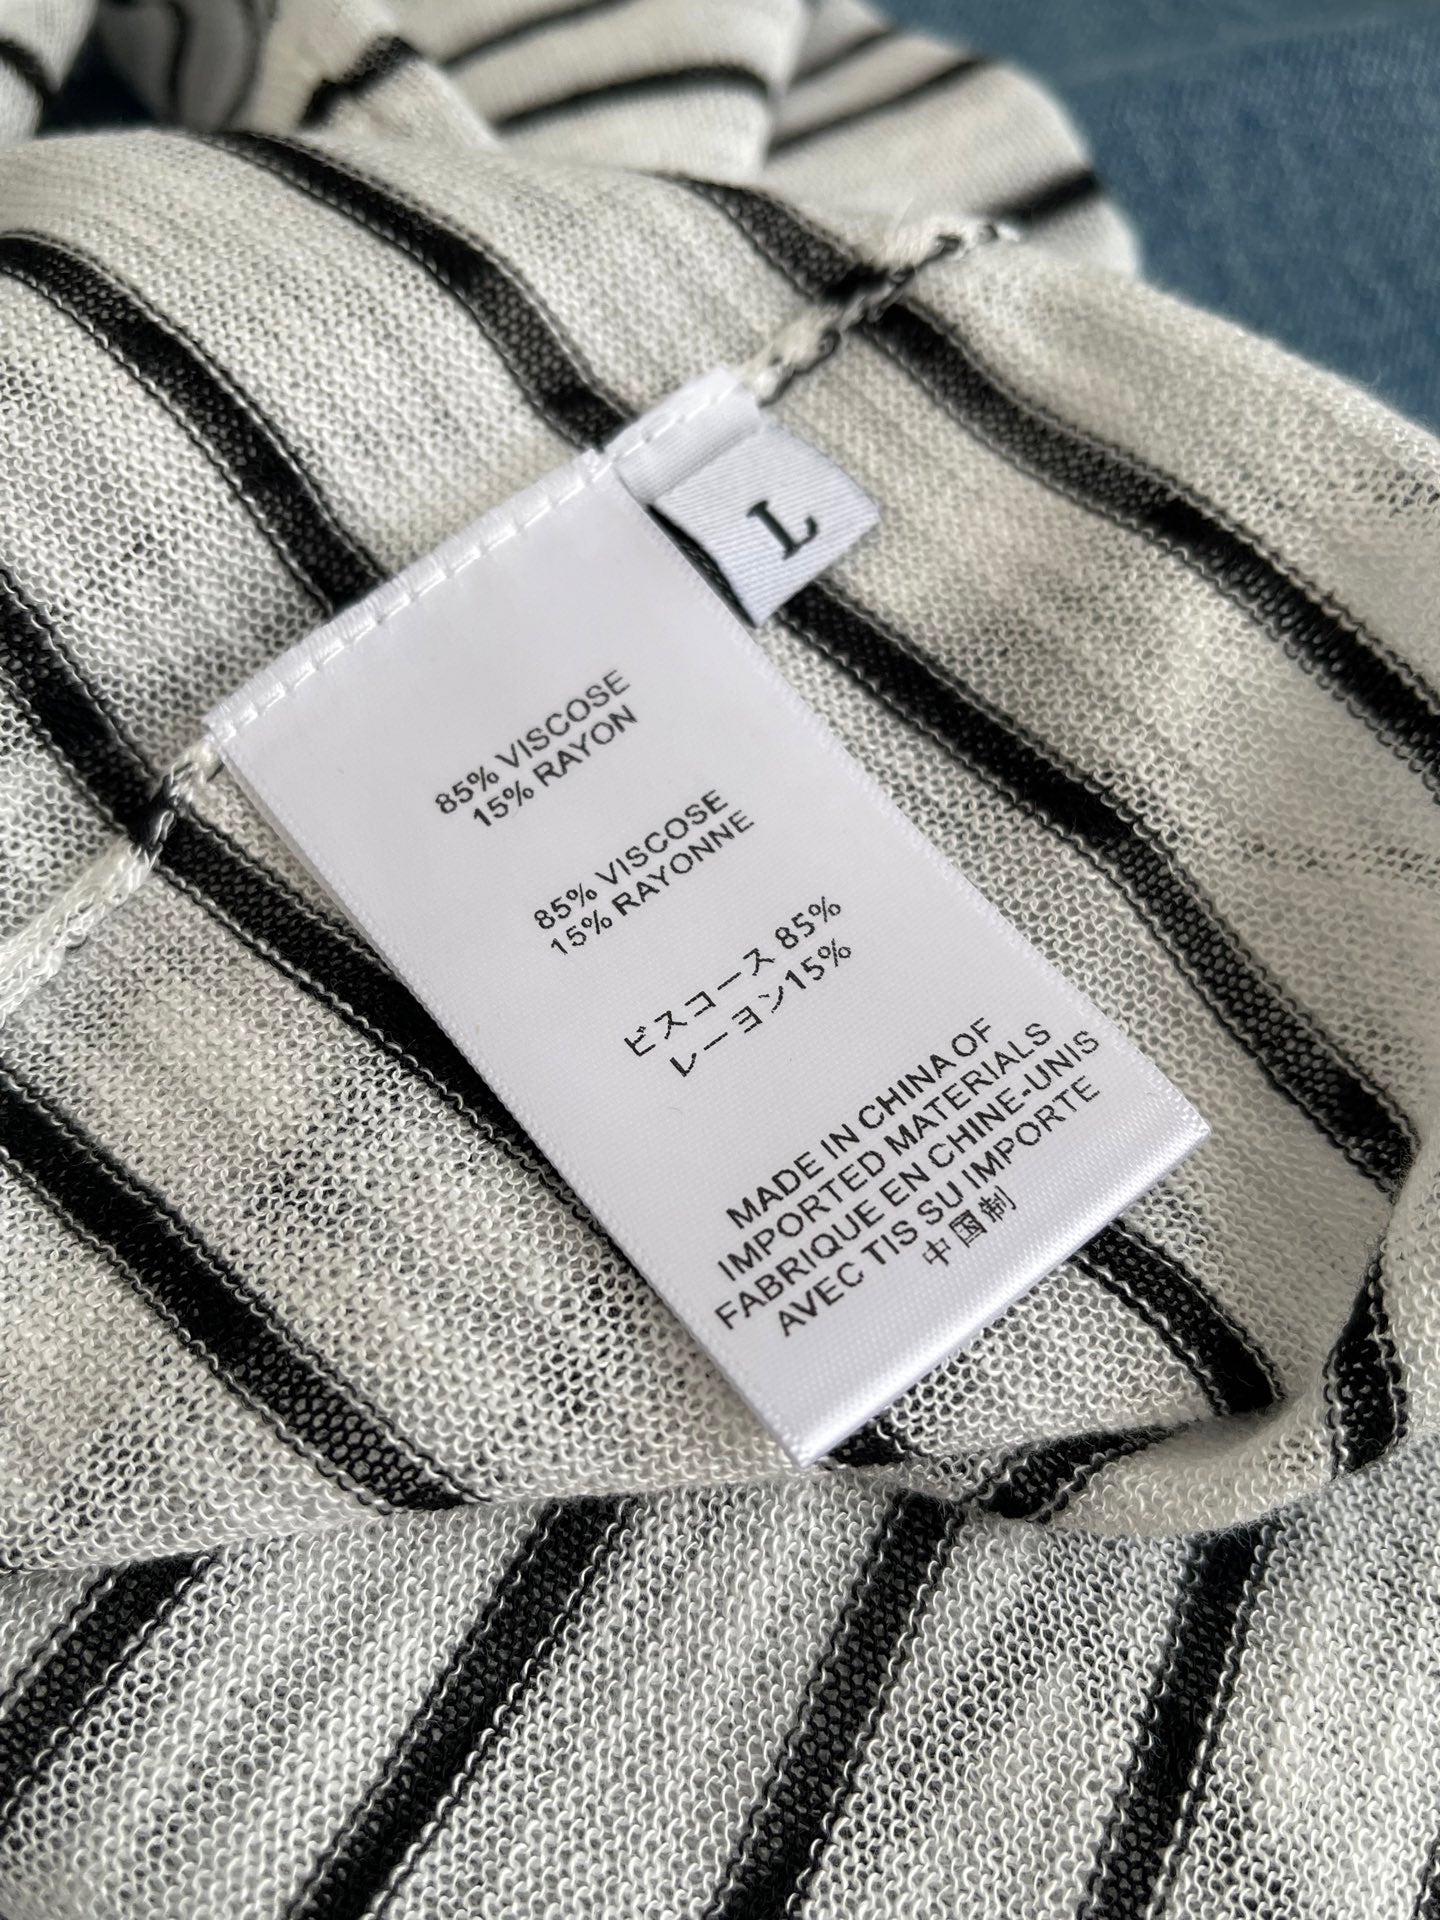 L
85% VISCOSE
15% RAYON
85% VISCOSE
15% RAYONNE
ビスコース 85%
レーヨン15%
MADE IN CHINA OF
IMPORTED MATERIALS
FABRIQUE EN CHINE-UNIS
AVEC TIS SU IMPORTE
中国制